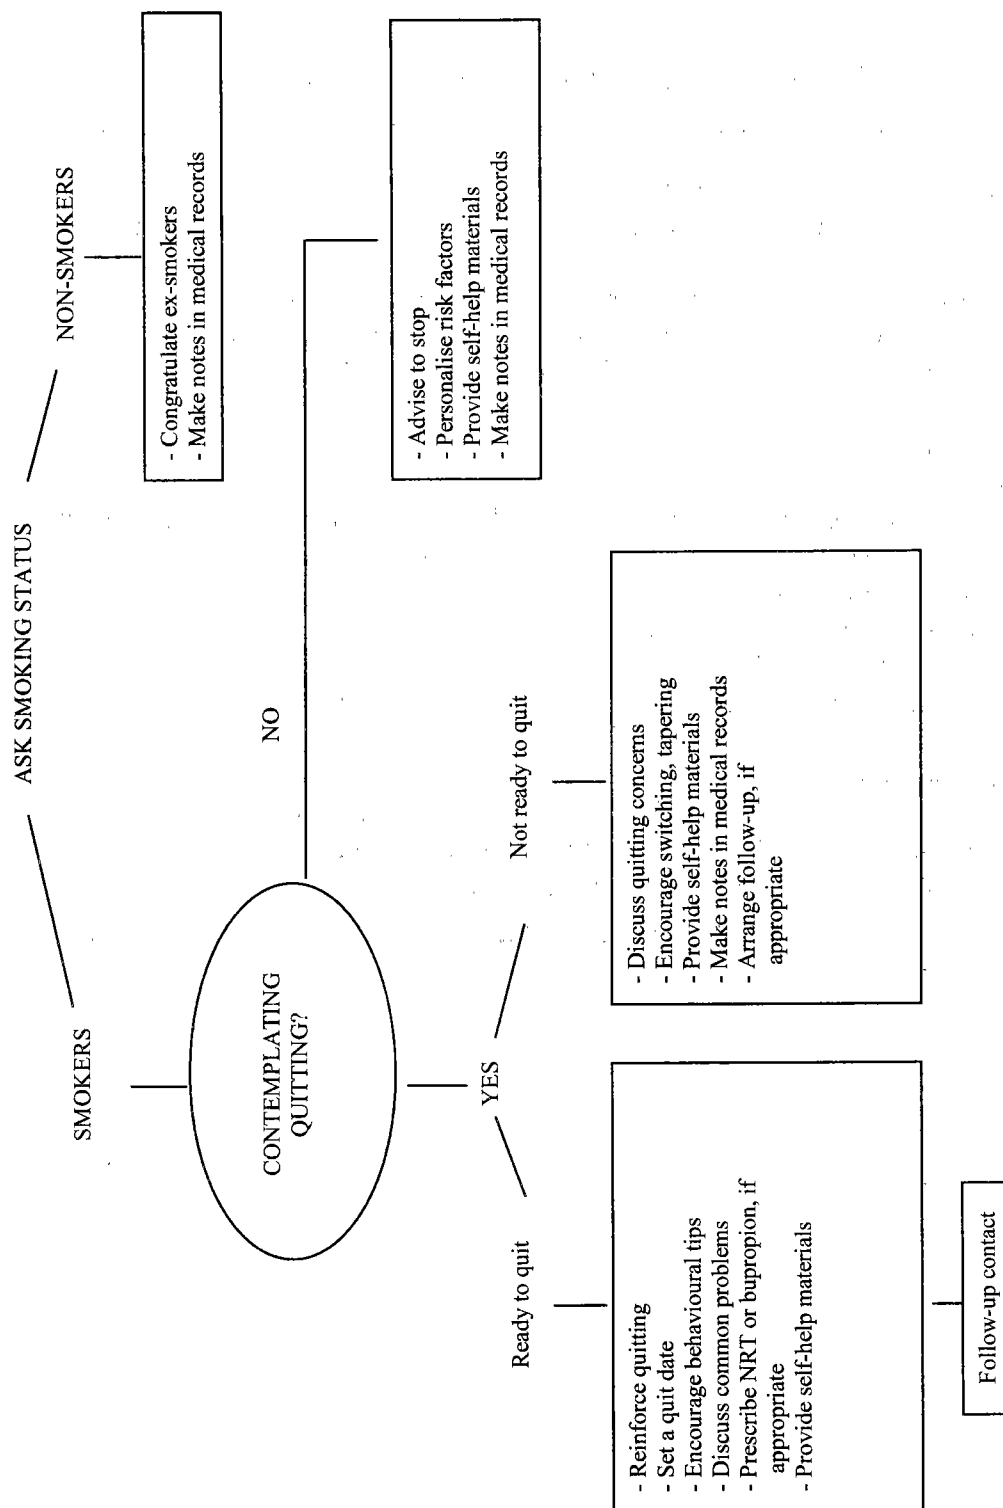 ASK SMOKING STATUS
SMOKERS
NON-SMOKERS
- Congratulate ex-smokers
- Make notes in medical records
CONTEMPLATING
QUITTING?
NO
- Advise to stop
- Personalise risk factors
- Provide self-help materials
- Make notes in medical records
YES
Ready to quit
Not ready to quit
- Reinforce quitting
- Set a quit date
- Encourage behavioural tips
- Discuss common problems
- Prescribe NRT or bupropion, if
appropriate
- Provide self-help materials
- Discuss quitting concerns
- Encourage switching, tapering
- Provide self-help materials
- Make notes in medical records
- Arrange follow-up, if
appropriate
Follow-up contact